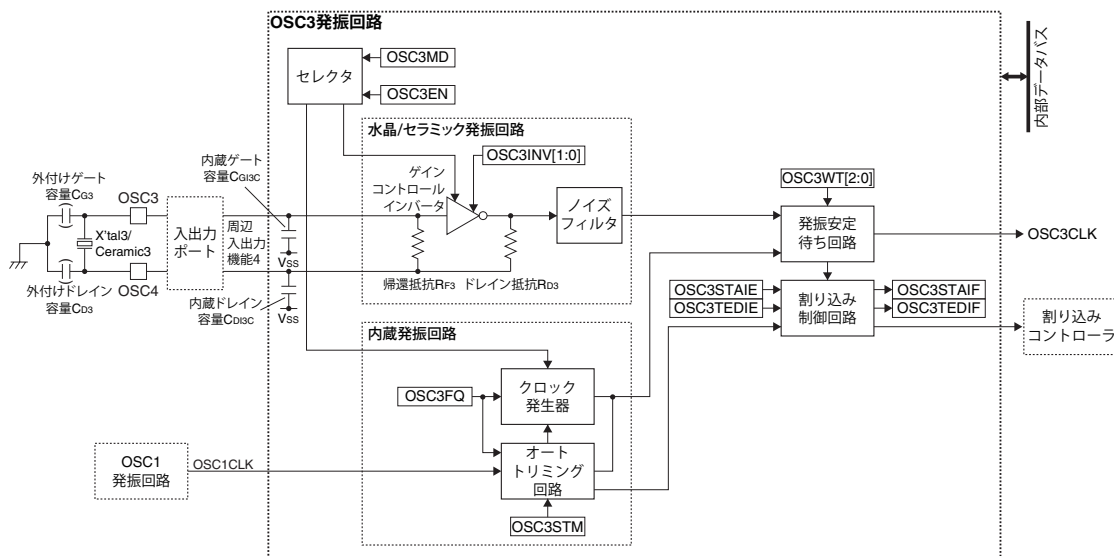 OSC3発振回路
OSC3MD
セレクタ
OSC3EN
内部データバス
水晶/セラミック発振回路
OSC3INV[1:0]
内蔵ゲート
容量CGI3C
ゲイン
コントロール
インバータ
ノイズ
フィルタ
OSC3WT[2:0]
発振安定
待ち回路
OSC3CLK
外付けゲート
容量CG3
OSC3
X'tal3/
Ceramic3
入出力
ポート
周辺
入出力
機能4
VSS
OSC4
外付けドレイン
容量CD3
帰還抵抗RF3
ドレイン抵抗RD3
内蔵ドレイン
容量CDI3C
VSS
OSC3STAIE
OSC3TEDIE
割り込み
制御回路
OSC3STAIF
OSC3TEDIF
割り込み
コントローラ
内蔵発振回路
OSC3FQ
クロック
発生器
OSC1
発振回路
OSC1CLK
オート
トリミング
回路
OSC3STM